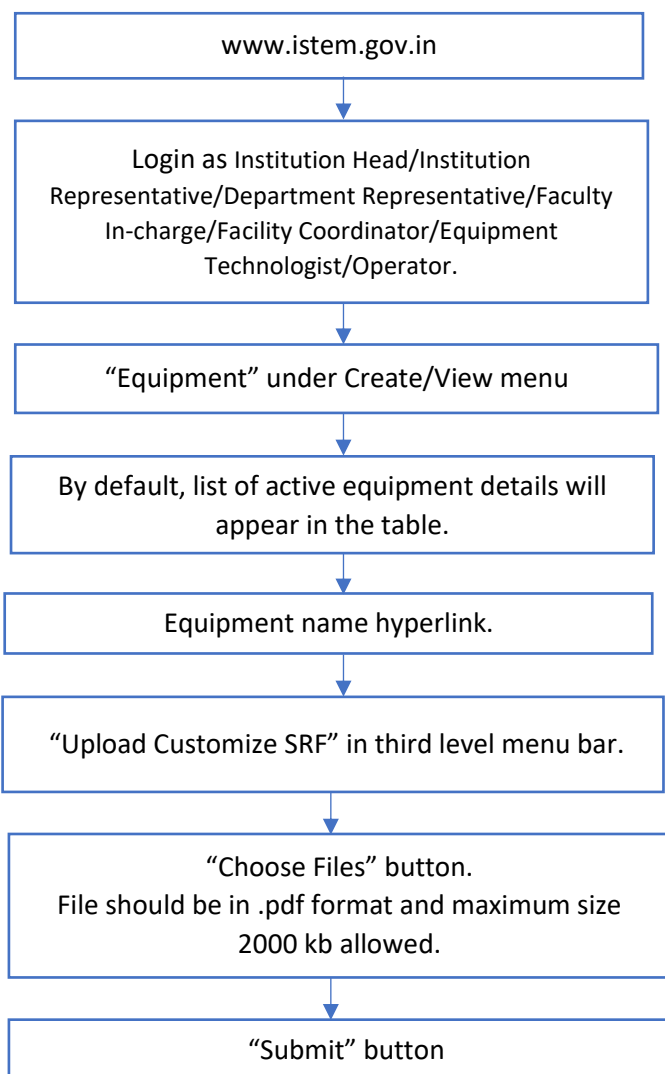 www.istem.gov.in
Login as Institution Head/Institution
Representative/Department Representative/Faculty
In-charge/Facility Coordinator/Equipment
Technologist/Operator.
“Equipment” under Create/View menu
By default, list of active equipment details will
appear in the table.
Equipment name hyperlink.
“Upload Customize SRF” in third level menu bar.
“Choose Files” button.
File should be in .pdf format and maximum size
2000 kb allowed.
“Submit” button